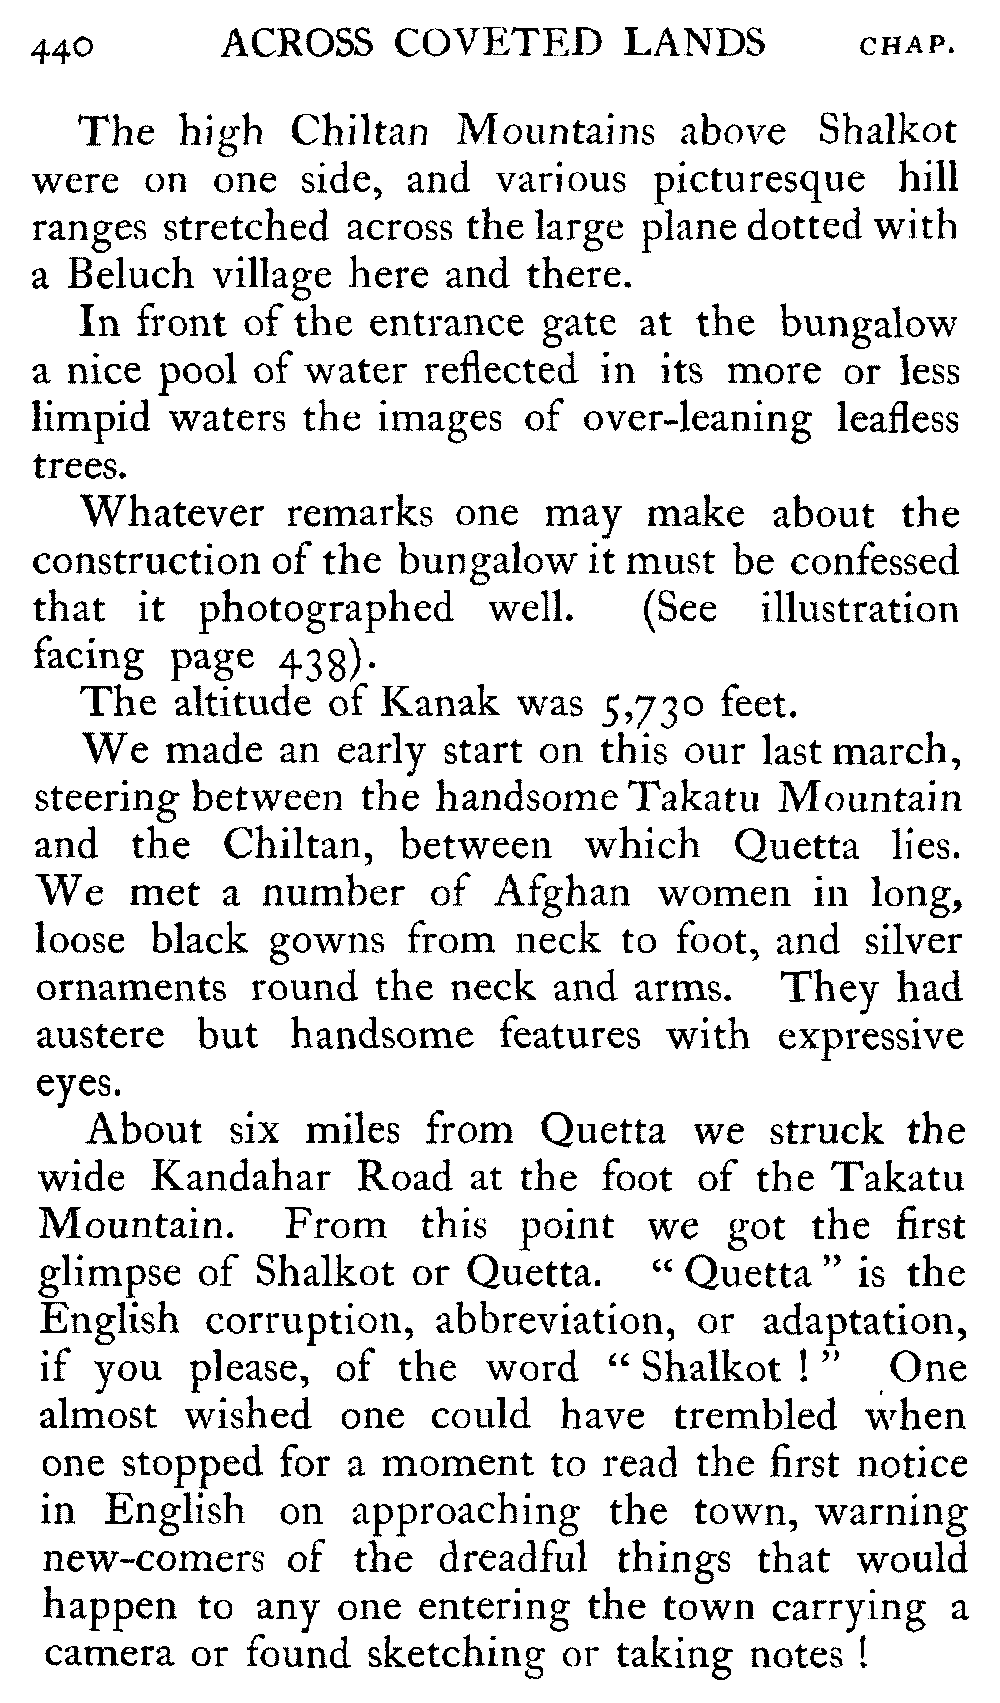 440 ACROSS COVETED LANDS CHAP.
The high Chiltan Mountains above Shalkot
were on one side, and various picturesque hill
ranges stretched across the large plane dotted with
a Beluch village here and there.
In front of the entrance gate at the bungalow
a nice pool of water reflected in its more or less
limpid waters the images of over-leaning leafless
trees.
Whatever remarks one may make about the
construction of the bungalow it must be confessed
that it photographed well. (See illustration
facing page 438).
The altitude of Kanak was 5,730 feet.
We made an early start on this our last march,
steering between the handsome Takatu Mountain
and the Chiltan, between which Quetta lies.
We met a number of Afghan women in long,
loose black gowns from neck to foot, and silver
ornaments round the neck and arms. They had
austere but handsome features with expressive
eyes.
About six miles from Quetta we struck the
wide Kandahar Road at the foot of the Takatu
Mountain. From this point we got the first
glimpse of Shalkot or Quetta. “ Quetta ” is the
English corruption, abbreviation, or adaptation,
if you please, of the word “ Shalkot ! ” One
almost wished one could have trembled when
one stopped for a moment to read the first notice
in English on approaching the town, warning
new-comers of the dreadful things that would
happen to any one entering the town carrying a
camera or found sketching or taking notes !